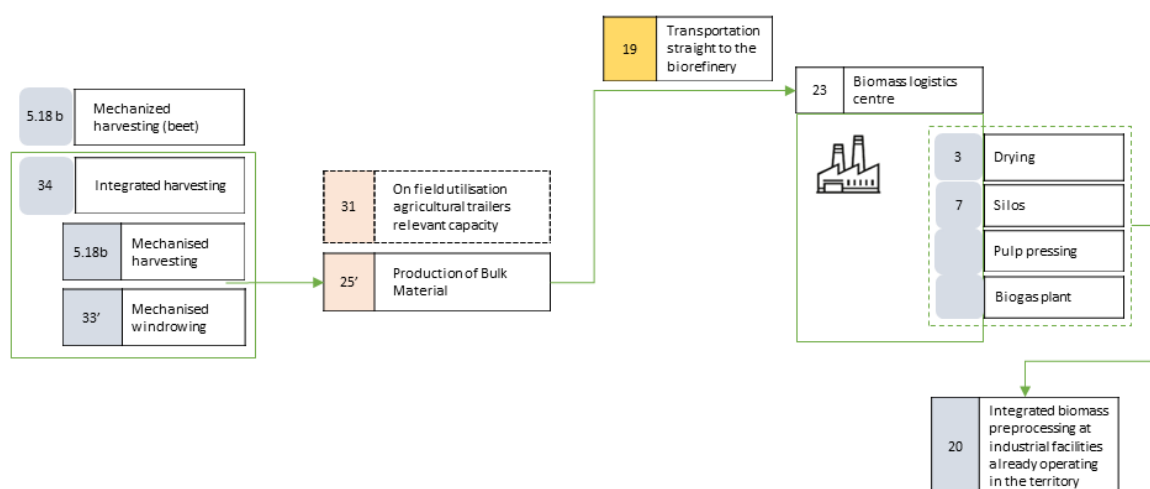 19
Transportation
straight to the
biorefinery
5.18 b
Mechanized
harvesting (beet)
23
Biomass logistics
centre
34
Integrated harvesting
3
Drying
31
On field utilisation
agricultural trailers
relevant capacity
7
Silos
5.18b
Mechanised
harvesting
Pulp pressing
25’
Production of Bulk
Material
33’
Mechanised
windrowing
Biogas plant
20
Integrated biomass
preprocessing at
industrial facilities
already operating
in the territory